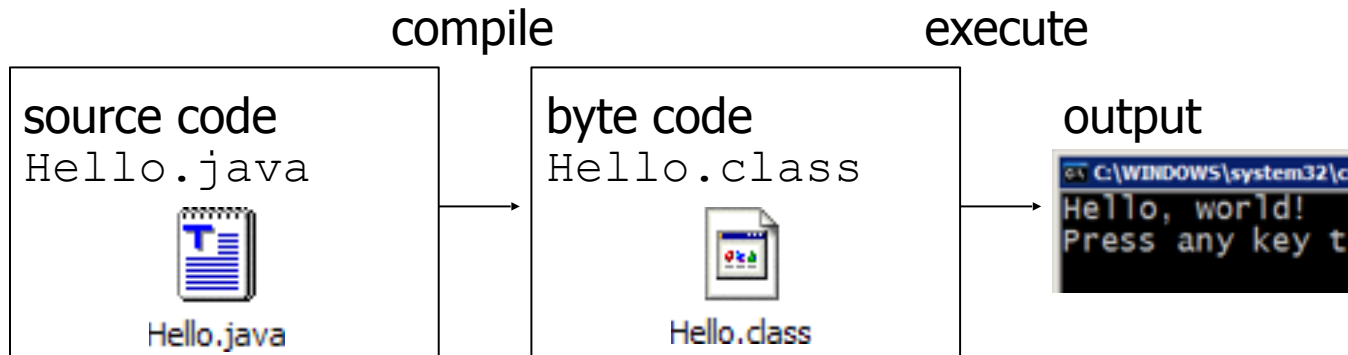 compile
execute
source code
Hello.java
Hello.java
byte code
Hello.class
Hello.class
output
C:\WINDOWS\system32\c
Hello, world!
Press any key t